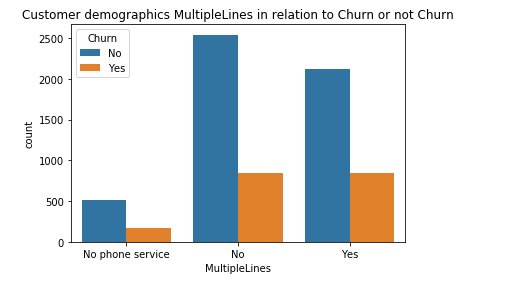 Customer demographics MultipleLines in relation to Churn or not Churn
Churn
No
Yes
2500
2000
1500
1000
500
0
count
No phone service No Yes
MultipleLines